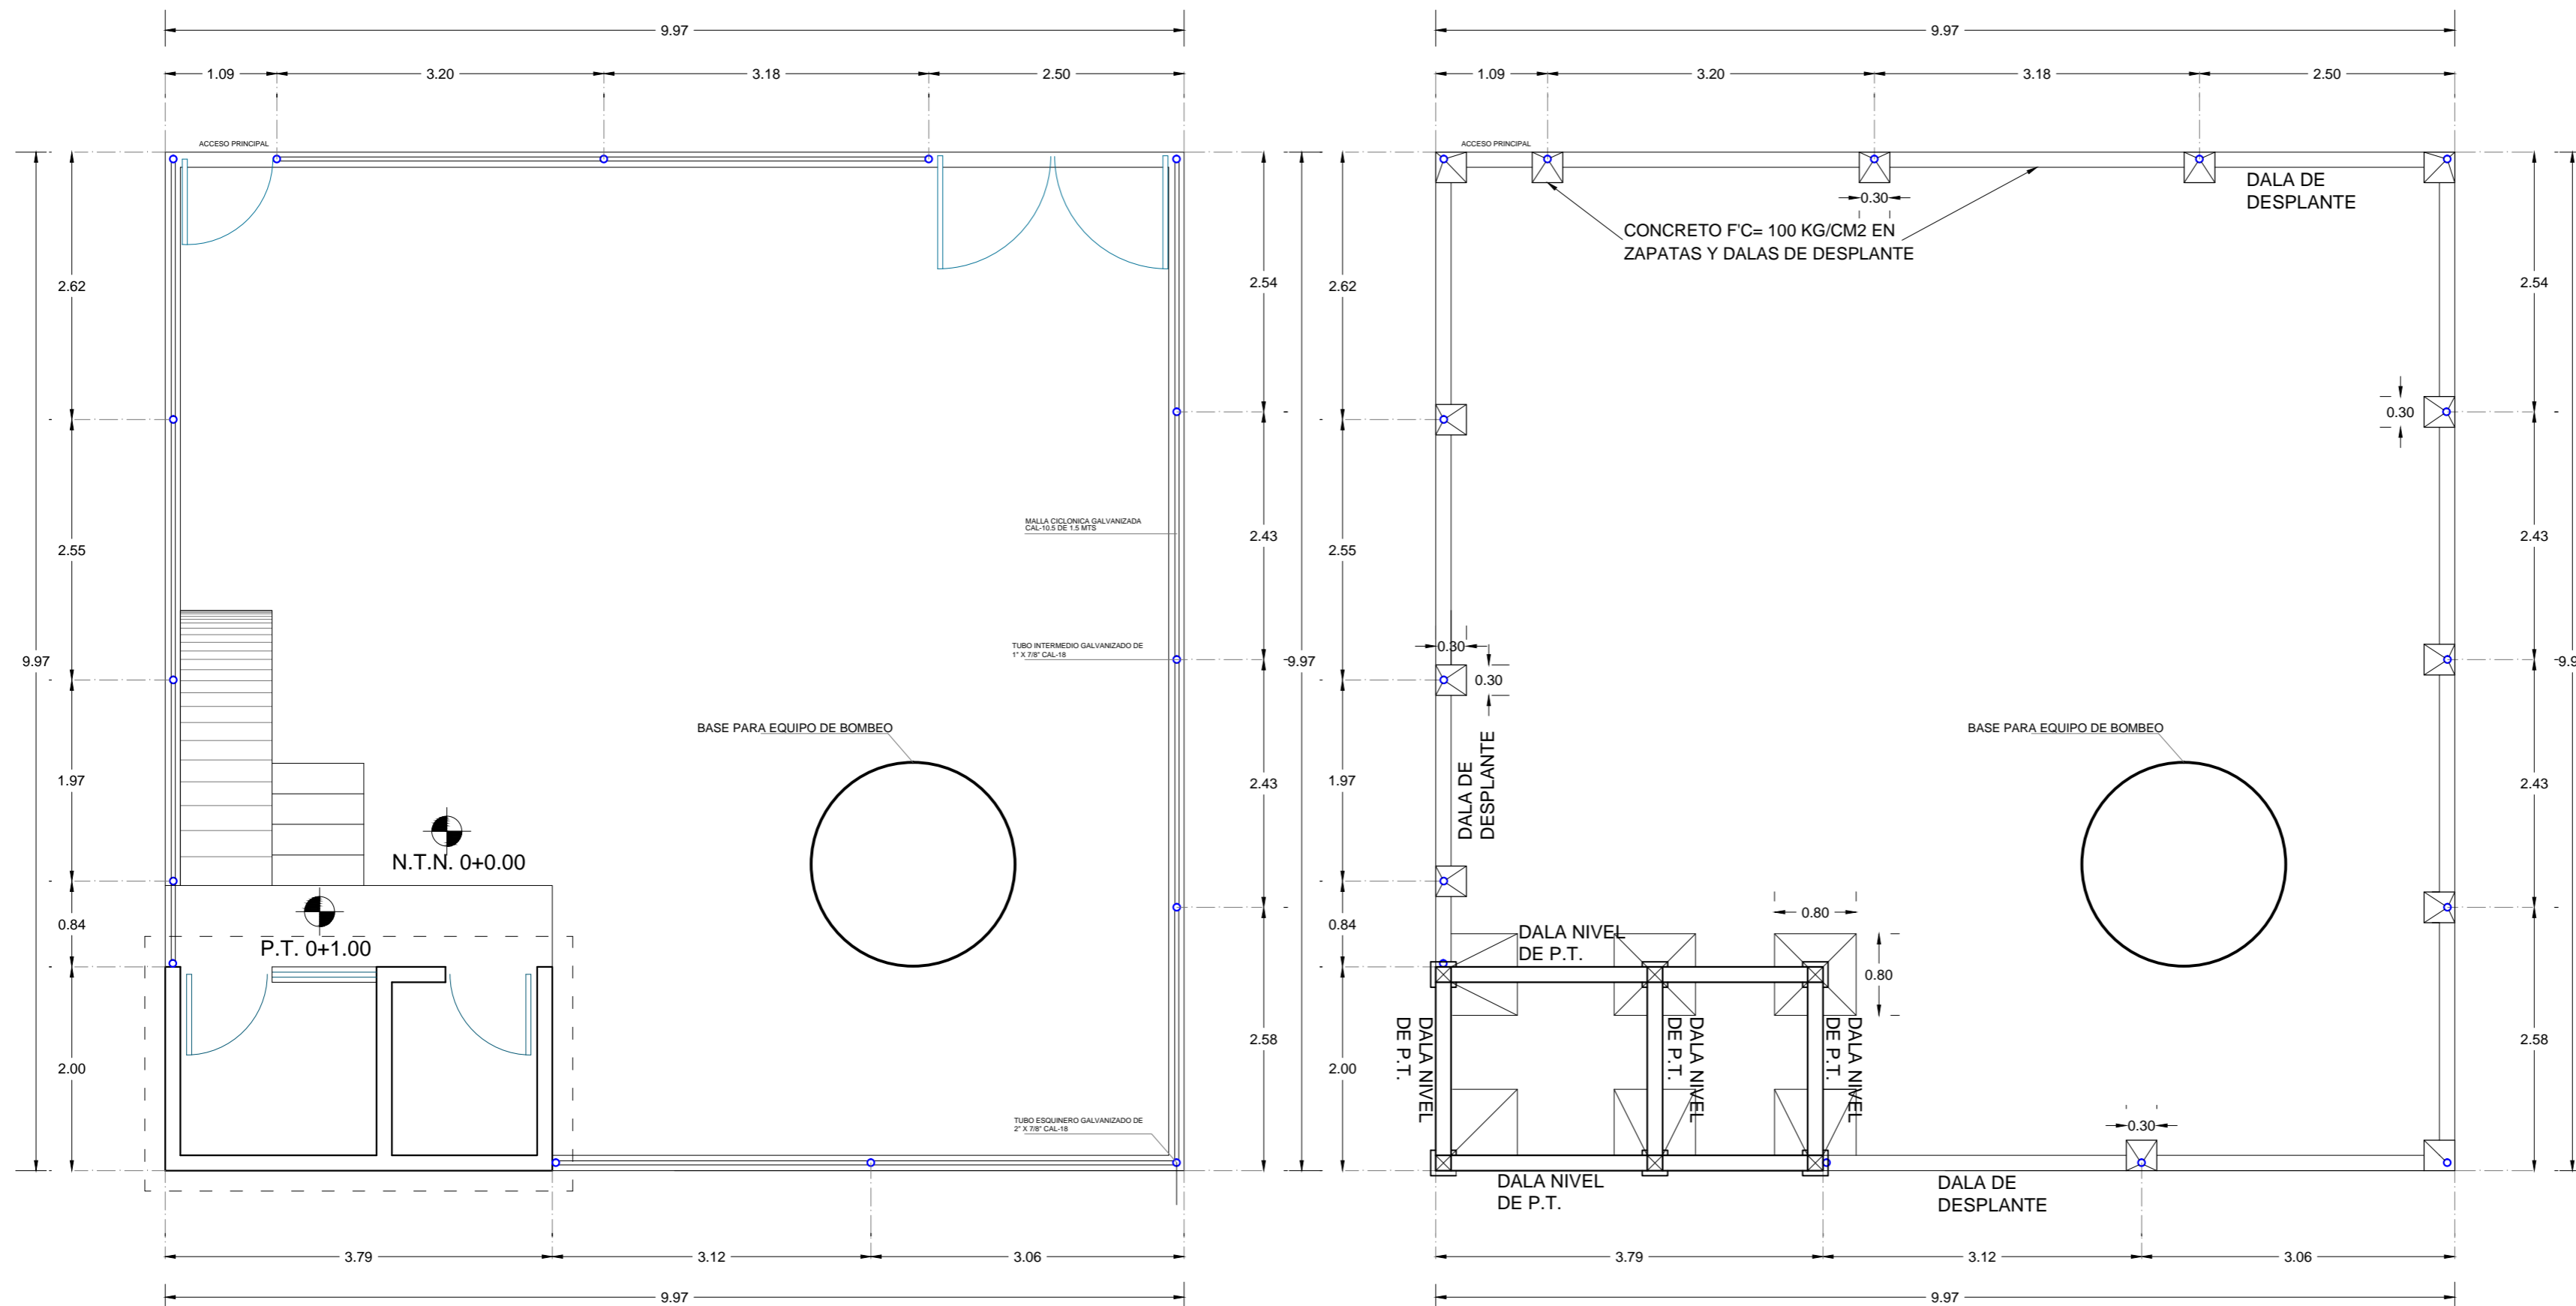 9.97
1.09
3.20
3.18
2.50
ACCESO PRINCIPAL
9.97
2.62
2.55
1.97
0.84
2.00
2.54
2.43
2.43
2.58
MALLA CICLONICA GALVANIZADA
CAL-10.5 DE 1.5 MTS
TUBO INTERMEDIO GALVANIZADO DE
1" X 7/8" CAL-18
BASE PARA EQUIPO DE BOMBEO
N.T.N. 0+0.00
P.T. 0+1.00
TUBO ESQUINERO GALVANIZADO DE
2" X 7/8" CAL-18
3.79
3.12
3.06
9.97
9.97
1.09
3.20
3.18
2.50
ACCESO PRINCIPAL
DALA DE
DESPLANTE
0.30
CONCRETO F'C= 100 KG/CM2 EN
ZAPATAS Y DALAS DE DESPLANTE
9.97
2.62
2.55
1.97
0.84
2.00
0.30
0.30
0.30
DALA DE
DESPLANTE
BASE PARA EQUIPO DE BOMBEO
2.54
2.43
2.43
2.58
0.80
0.80
DALA NIVEL
DE P.T.
DALA NIVEL
DE P.T.
DALA NIVEL
DE P.T.
DALA NIVEL
DE P.T.
DALA NIVEL
DE P.T.
0.30
DALA DE
DESPLANTE
3.79
3.12
3.06
9.97